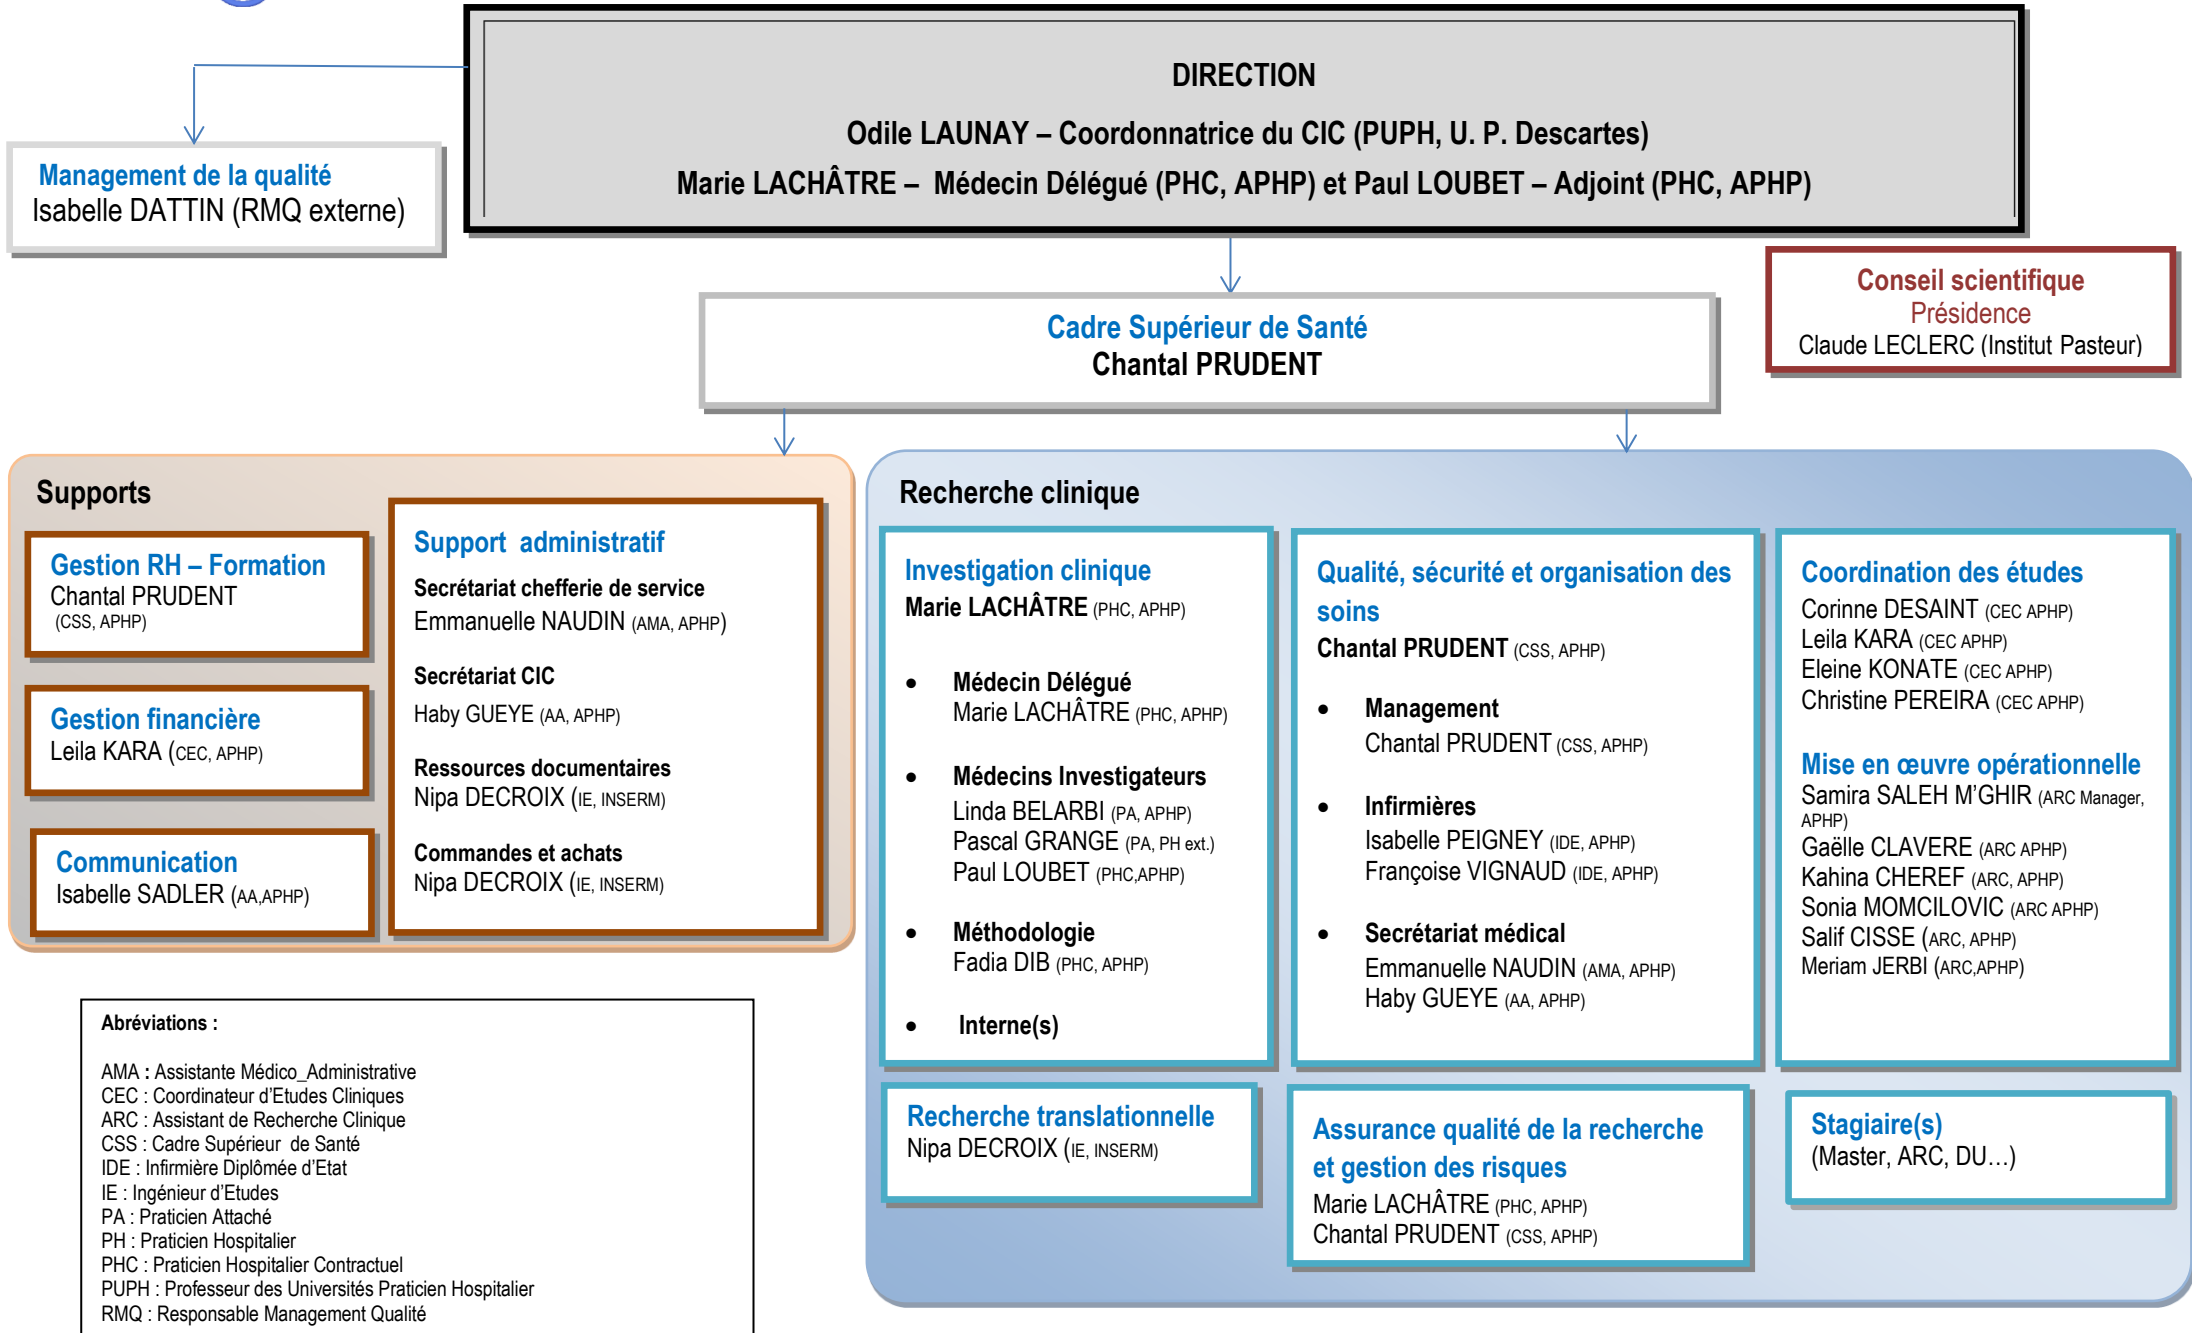 DIRECTION
Odile LAUNAY – Coordonnatrice du CIC (PUPH, U. P. Descartes)
Marie LACHÂTRE – Médecin Délégué (PHC, APHP) et Paul LOUBET – Adjoint (PHC, APHP)
Management de la qualité
Isabelle DATTIN (RMQ externe)
Conseil scientifique
Présidence
Claude LECLERC (Institut Pasteur)
Cadre Supérieur de Santé
Chantal PRUDENT
Supports
Gestion RH – Formation
Chantal PRUDENT
(CSS, APHP)
Gestion financière
Leila KARA (CEC, APHP)
Communication
Isabelle SADLER (AA,APHP)
Support administratif
Secrétariat chefferie de service
Emmanuelle NAUDIN (AMA, APHP)
Secrétariat CIC
Haby GUEYE (AA, APHP)
Ressources documentaires
Nipa DECROIX (IE, INSERM)
Commandes et achats
Nipa DECROIX (IE, INSERM)
Recherche clinique
Investigation clinique
Marie LACHÂTRE (PHC, APHP)
• Médecin Délégué
Marie LACHÂTRE (PHC, APHP)
• Médecins Investigateurs
Linda BELARBI (PA, APHP)
Pascal GRANGE (PA, PH ext.)
Paul LOUBET (PHC,APHP)
• Méthodologie
Fadia DIB (PHC, APHP)
• Interne(s)
Qualité, sécurité et organisation des
soins
Chantal PRUDENT (CSS, APHP)
• Management
Chantal PRUDENT (CSS, APHP)
• Infirmières
Isabelle PEIGNEY (IDE, APHP)
Françoise VIGNAUD (IDE, APHP)
• Secrétariat médical
Emmanuelle NAUDIN (AMA, APHP)
Haby GUEYE (AA, APHP)
Coordination des études
Corinne DESAINT (CEC APHP)
Leila KARA (CEC APHP)
Eleine KONATE (CEC APHP)
Christine PEREIRA (CEC APHP)
Mise en œuvre opérationnelle
Samira SALEH M'GHIR (ARC Manager,
APHP)
Gaëlle CLAVERE (ARC APHP)
Kahina CHEREF (ARC, APHP)
Sonia MOMCILOVIC (ARC APHP)
Salif CISSE (ARC, APHP)
Meriam JERBI (ARC,APHP)
Recherche translationnelle
Nipa DECROIX (IE, INSERM)
Assurance qualité de la recherche
et gestion des risques
Marie LACHÂTRE (PHC, APHP)
Chantal PRUDENT (CSS, APHP)
Stagiaire(s)
(Master, ARC, DU…)
Abréviations :
AMA : Assistante Médico_Administrative
CEC : Coordinateur d'Etudes Cliniques
ARC : Assistant de Recherche Clinique
CSS : Cadre Supérieur de Santé
IDE : Infirmière Diplômée d'Etat
IE : Ingénieur d'Etudes
PA : Praticien Attaché
PH : Praticien Hospitalier
PHC : Praticien Hospitalier Contractuel
PUPH : Professeur des Universités Praticien Hospitalier
RMQ : Responsable Management Qualité